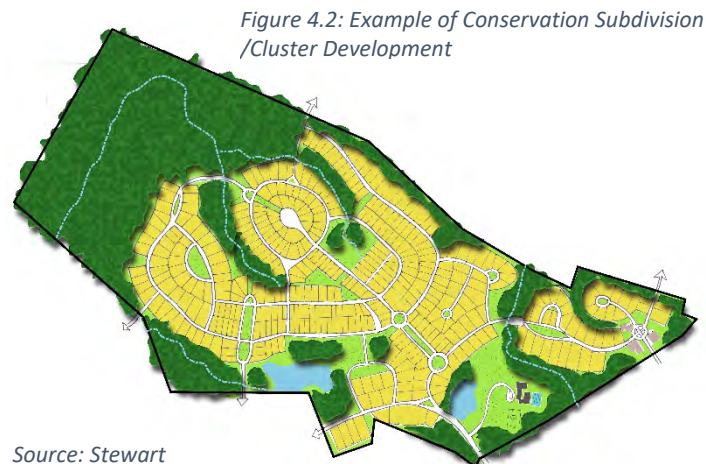 Figure 4.2: Example of Conservation Subdivision
/Cluster Development
Source: Stewart